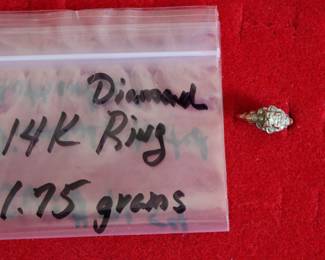 Diamond
14K Ring
1.75 grams